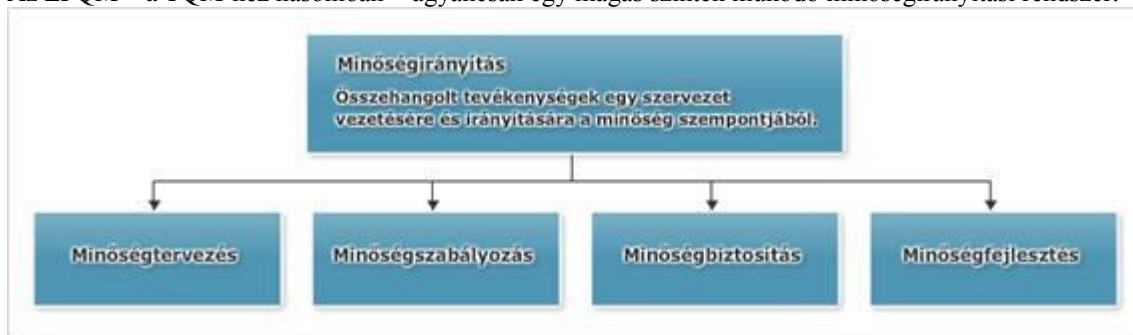 Minőségirányítás
Összehangolt tevékenységek egy szervezet
vezetésére és irányítására a minőség szempontjából.
Minőségtervezés
Minőségszabályozás
Minőségbiztosítás
Minőségfejlesztés